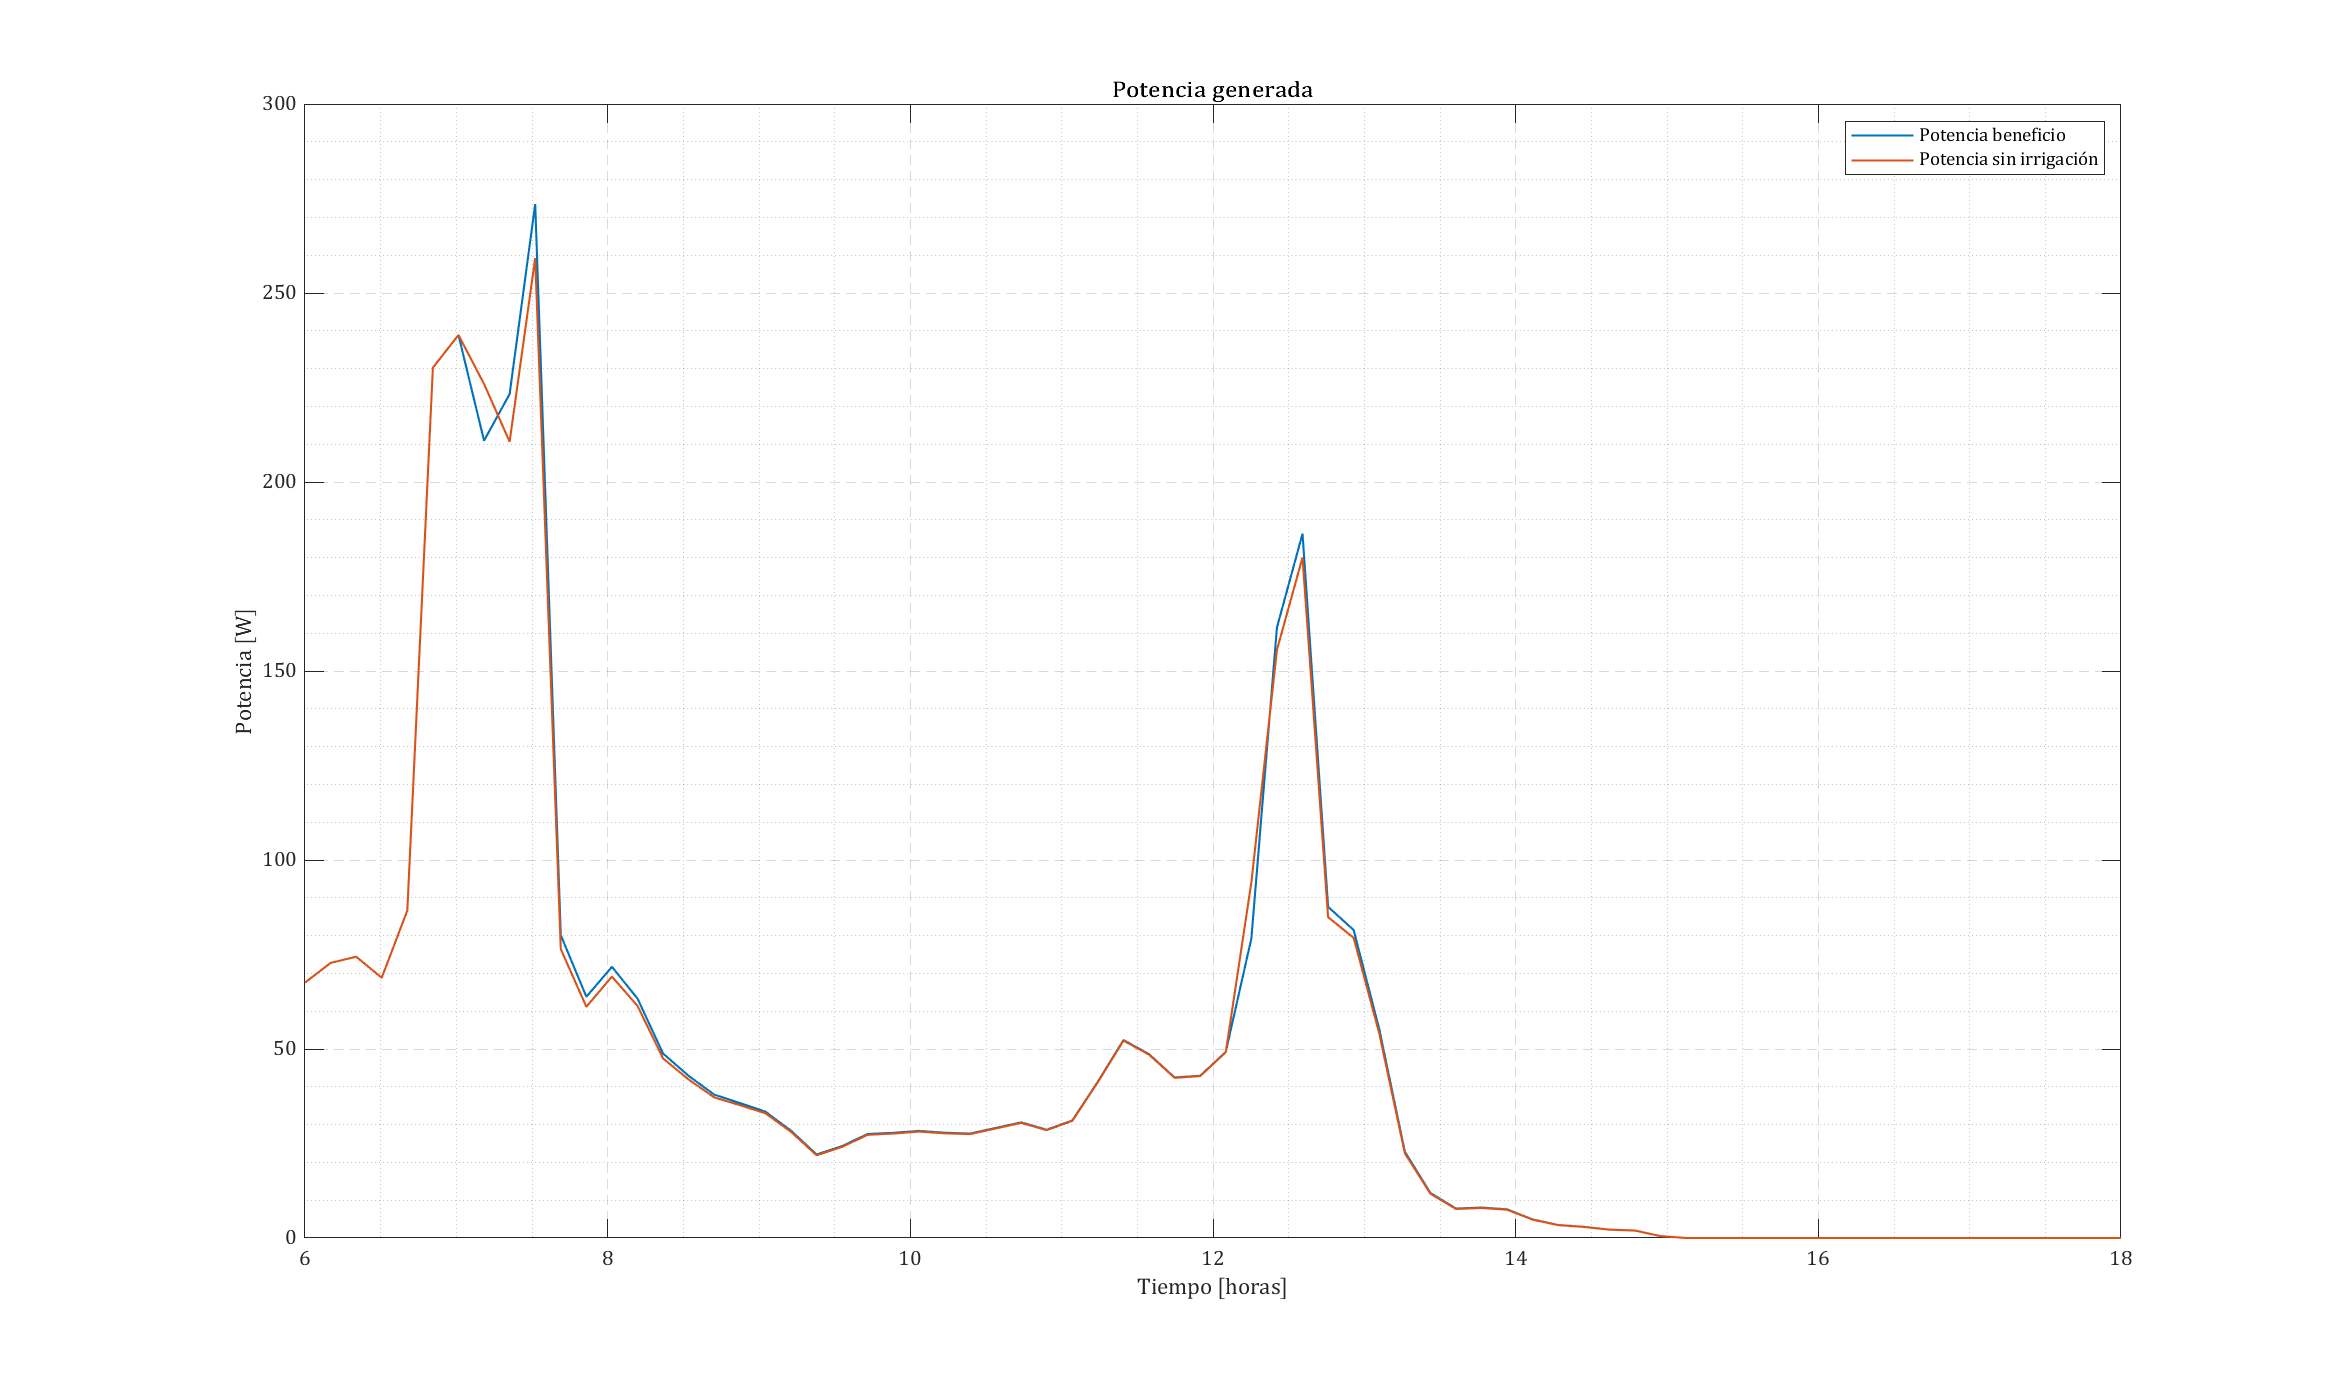 Potencia generada
300
Potencia beneficio
Potencia sin irrigación
250
200
150
Potencia [W]
100
50
0
6 8 10 12 14 16 18
Tiempo [horas]